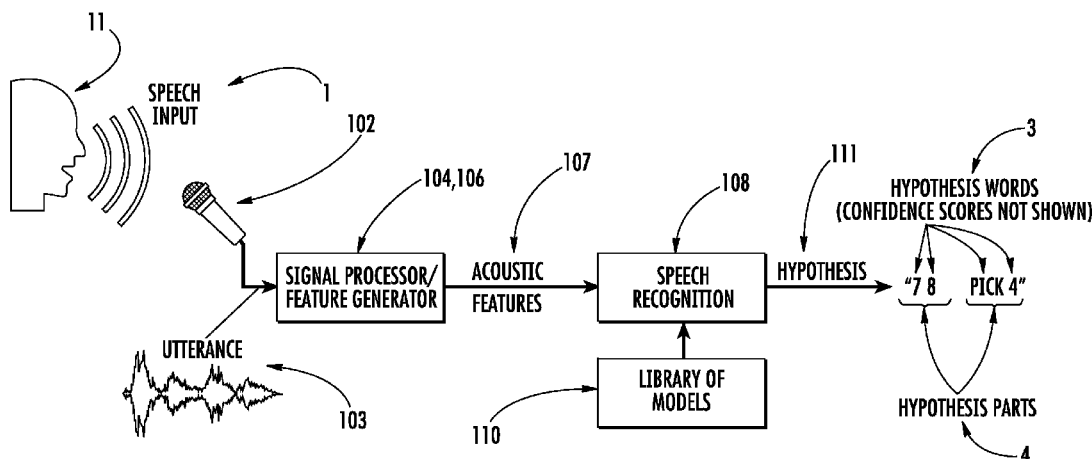 11
SPEECH
INPUT
1
102
104,106
107
108
111
3
HYPOTHESIS WORDS
(CONFIDENCE SCORES NOT SHOWN)
SIGNAL PROCESSOR/
FEATURE GENERATOR
ACOUSTIC
FEATURES
SPEECH
RECOGNITION
HYPOTHESIS
"7 8 PICK 4"
UTTERANCE
103
LIBRARY OF
MODELS
110
HYPOTHESIS PARTS
4